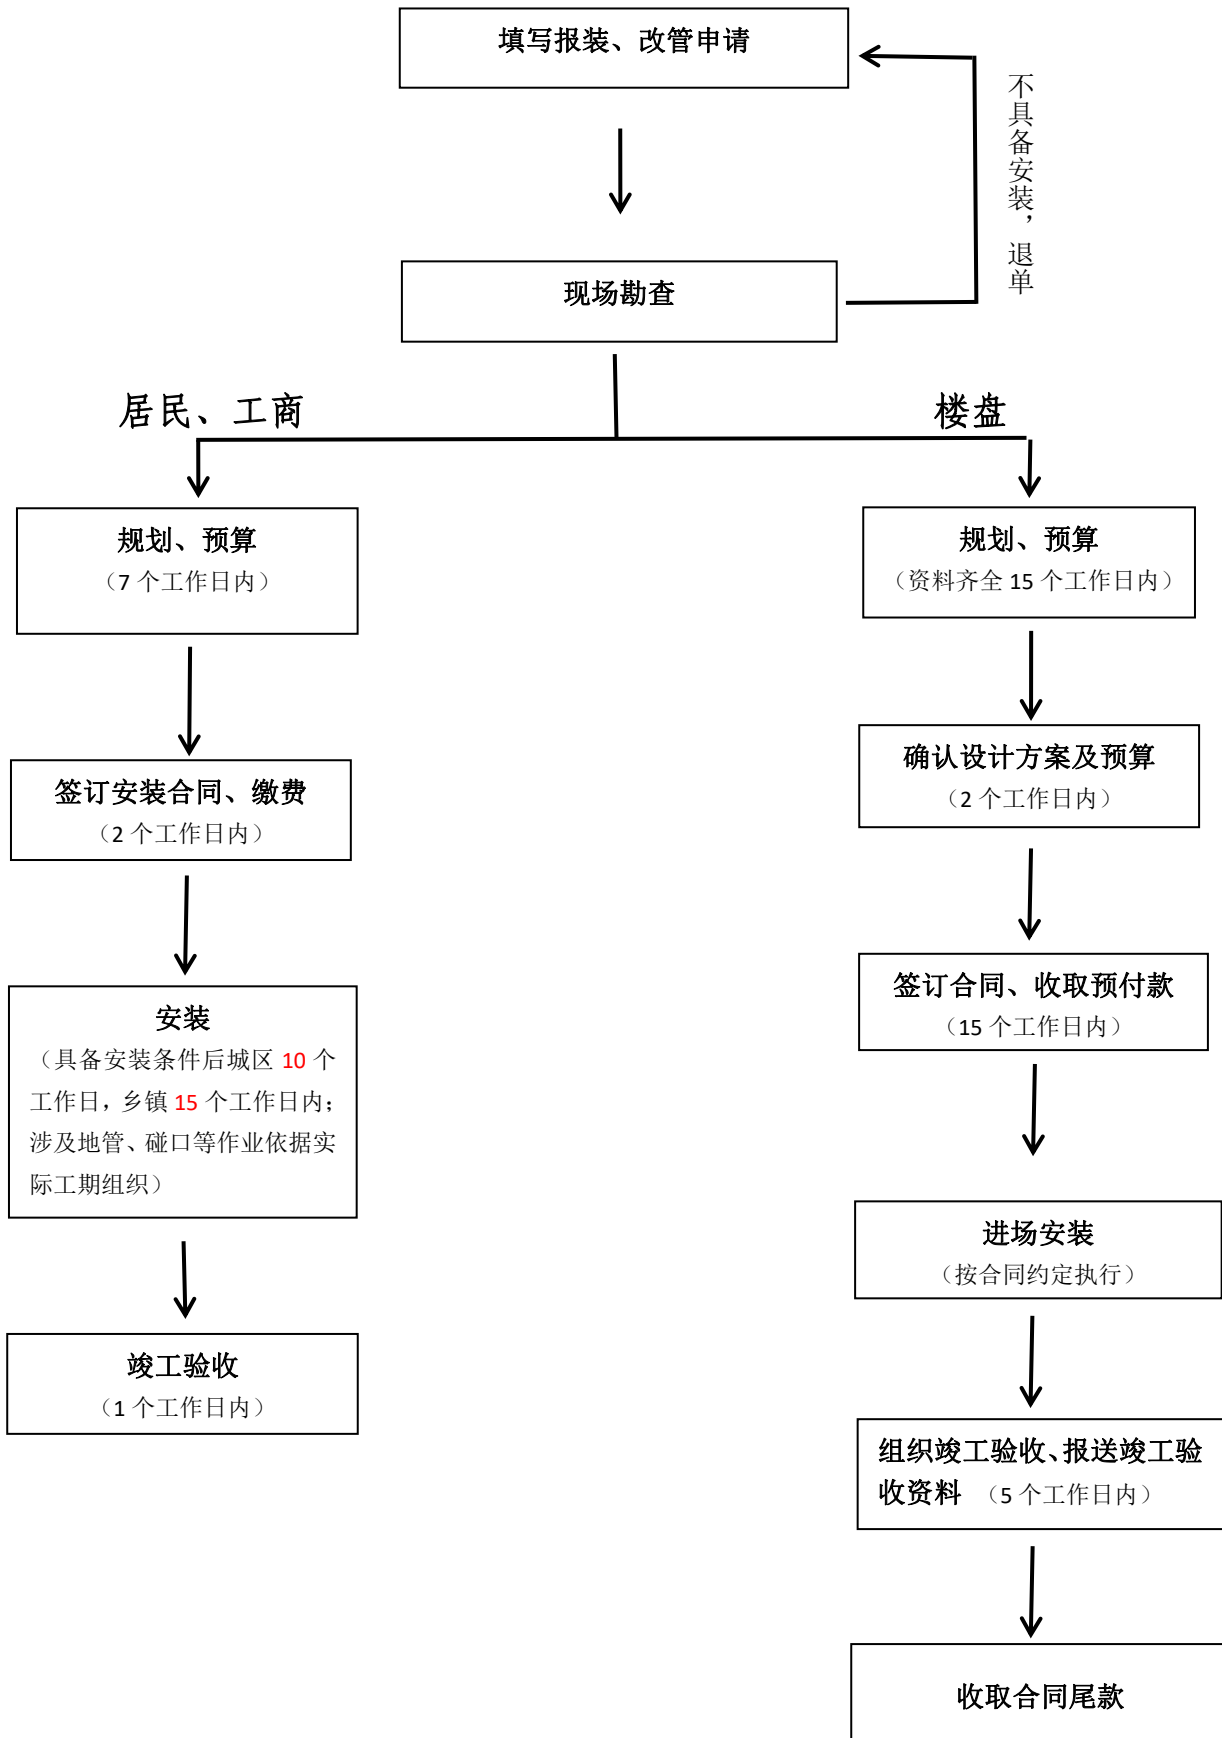 填写报装、改管申请
不具备安装，退单
现场勘查
居民、工商
楼盘
规划、预算
（7 个工作日内）
签订安装合同、缴费
（2 个工作日内）
安装
（具备安装条件后城区 10 个
工作日，乡镇 15 个工作日内；
涉及地管、碰口等作业依据实
际工期组织）
竣工验收
（1 个工作日内）
规划、预算
（资料齐全 15 个工作日内）
确认设计方案及预算
（2 个工作日内）
签订合同、收取预付款
（15 个工作日内）
进场安装
（按合同约定执行）
组织竣工验收、报送竣工验
收资料 （5 个工作日内）
收取合同尾款